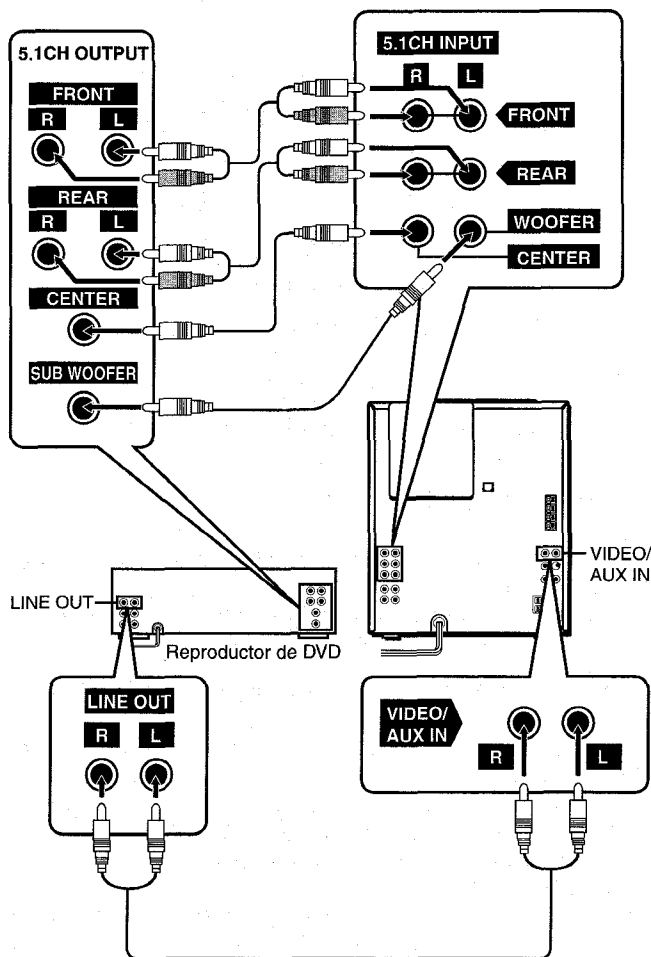 5.1CH OUTPUT
FRONT
R L
REAR
R L
CENTER
SUB WOOFER
5.1CH INPUT
R L
FRONT
REAR
WOOFER
CENTER
LINE OUT
Reproductor de DVD
VIDEO/
AUX IN
LINE OUT
R L
VIDEO/
AUX IN
R L